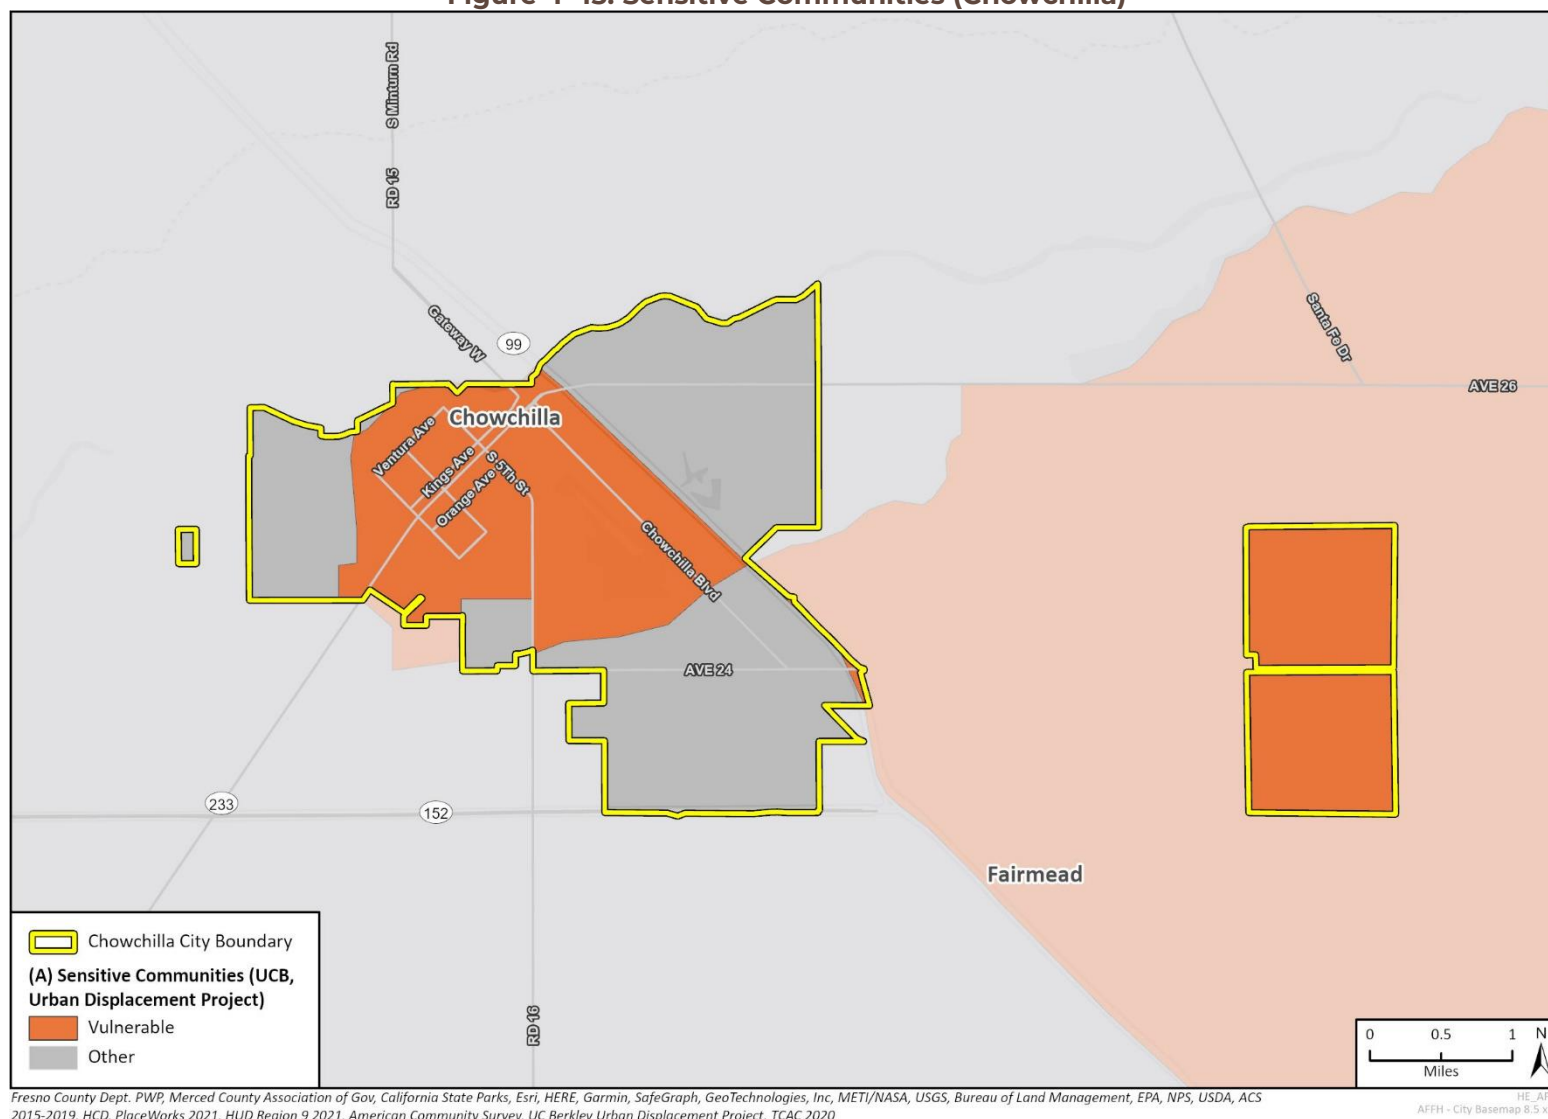 Figure 4-13. Sensitive Communities (Chowchilla)
S Minturn Rd
RD 15
Gateway W
99
Santa Fe Dr
AVE 26
Chowchilla
Ventura Ave
Kings Ave
S 5Th St
Orange Ave
Chowchilla Blvd
AVE 24
233
152
Fairmead
RD 16
Chowchilla City Boundary
(A) Sensitive Communities (UCB,
Urban Displacement Project)
Vulnerable
Other
0 0.5 1 N
Miles
Fresno County Dept. PWP, Merced County Association of Gov, California State Parks, Esri, HERE, Garmin, SafeGraph, GeoTechnologies, Inc, METI/NASA, USGS, Bureau of Land Management, EPA, NPS, USDA, ACS
2015-2019, HCD, PlaceWorks 2021, HUD Region 9 2021, American Community Survey, UC Berkley Urban Displacement Project, TCAC 2020
AFFH - City Basemap 8.5 x